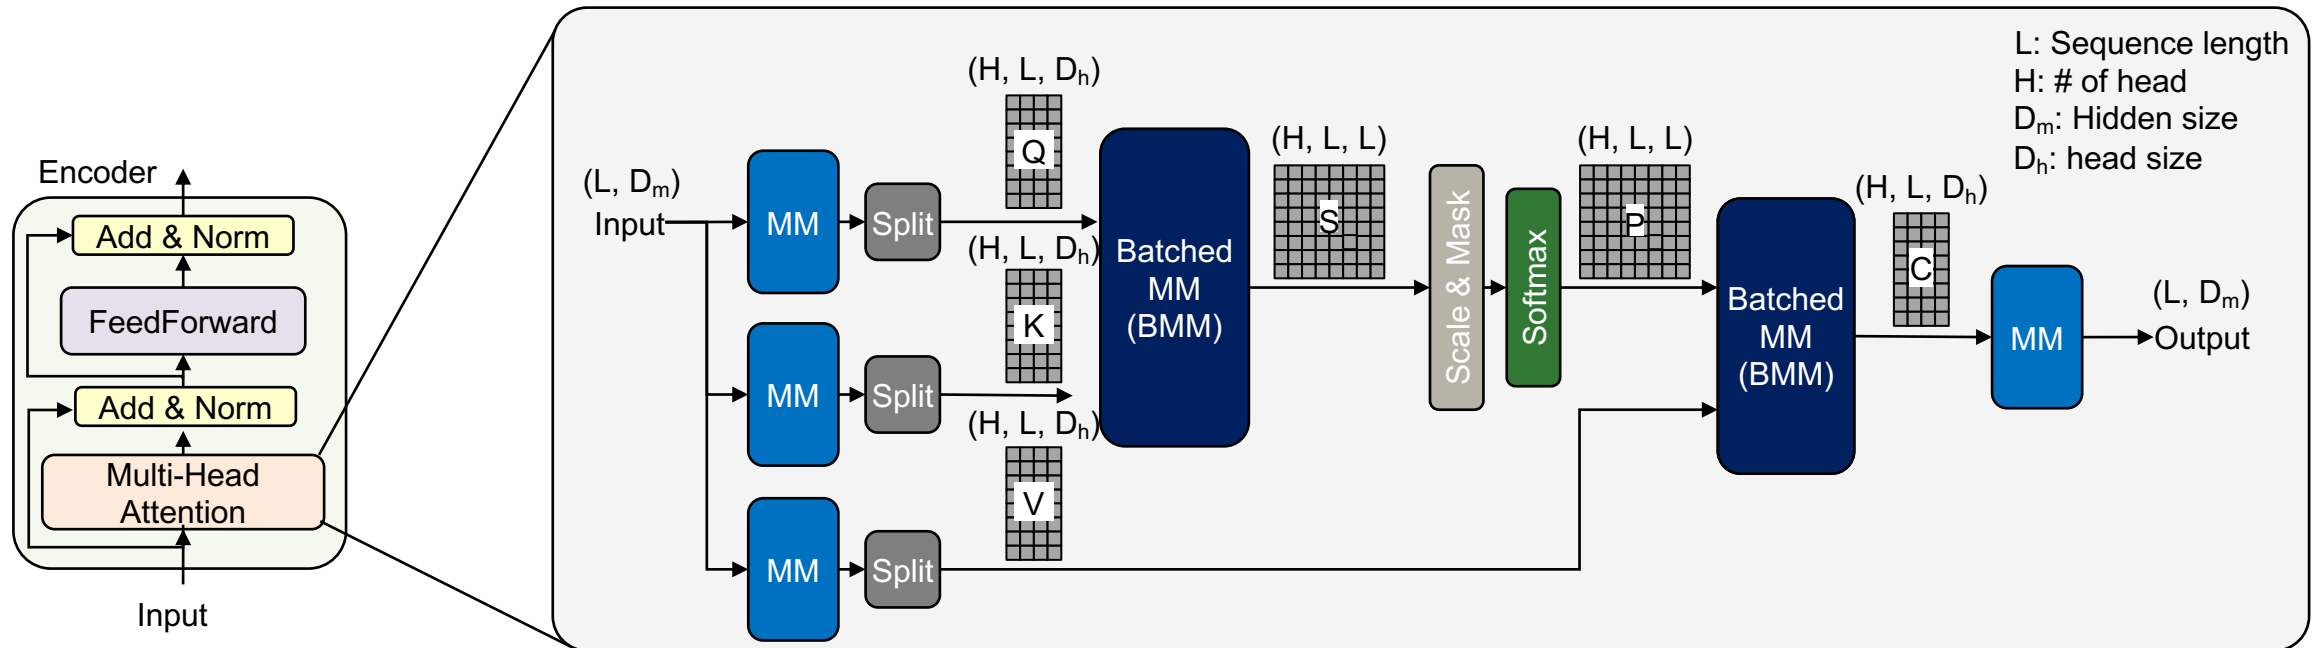 Encoder
Add & Norm
FeedForward
Add & Norm
Multi-Head
Attention
Input
(L, Dₘ)
Input
MM
Split
(H, L, Dₕ)
Q
MM
Split
(H, L, Dₕ)
K
MM
Split
(H, L, Dₕ)
V
Batched
MM
(BMM)
(H, L, L)
S
Scale & Mask
Softmax
(H, L, L)
P
Batched
MM
(BMM)
(H, L, Dₕ)
C
MM
(L, Dₘ)
Output
L: Sequence length
H: # of head
Dₘ: Hidden size
Dₕ: head size